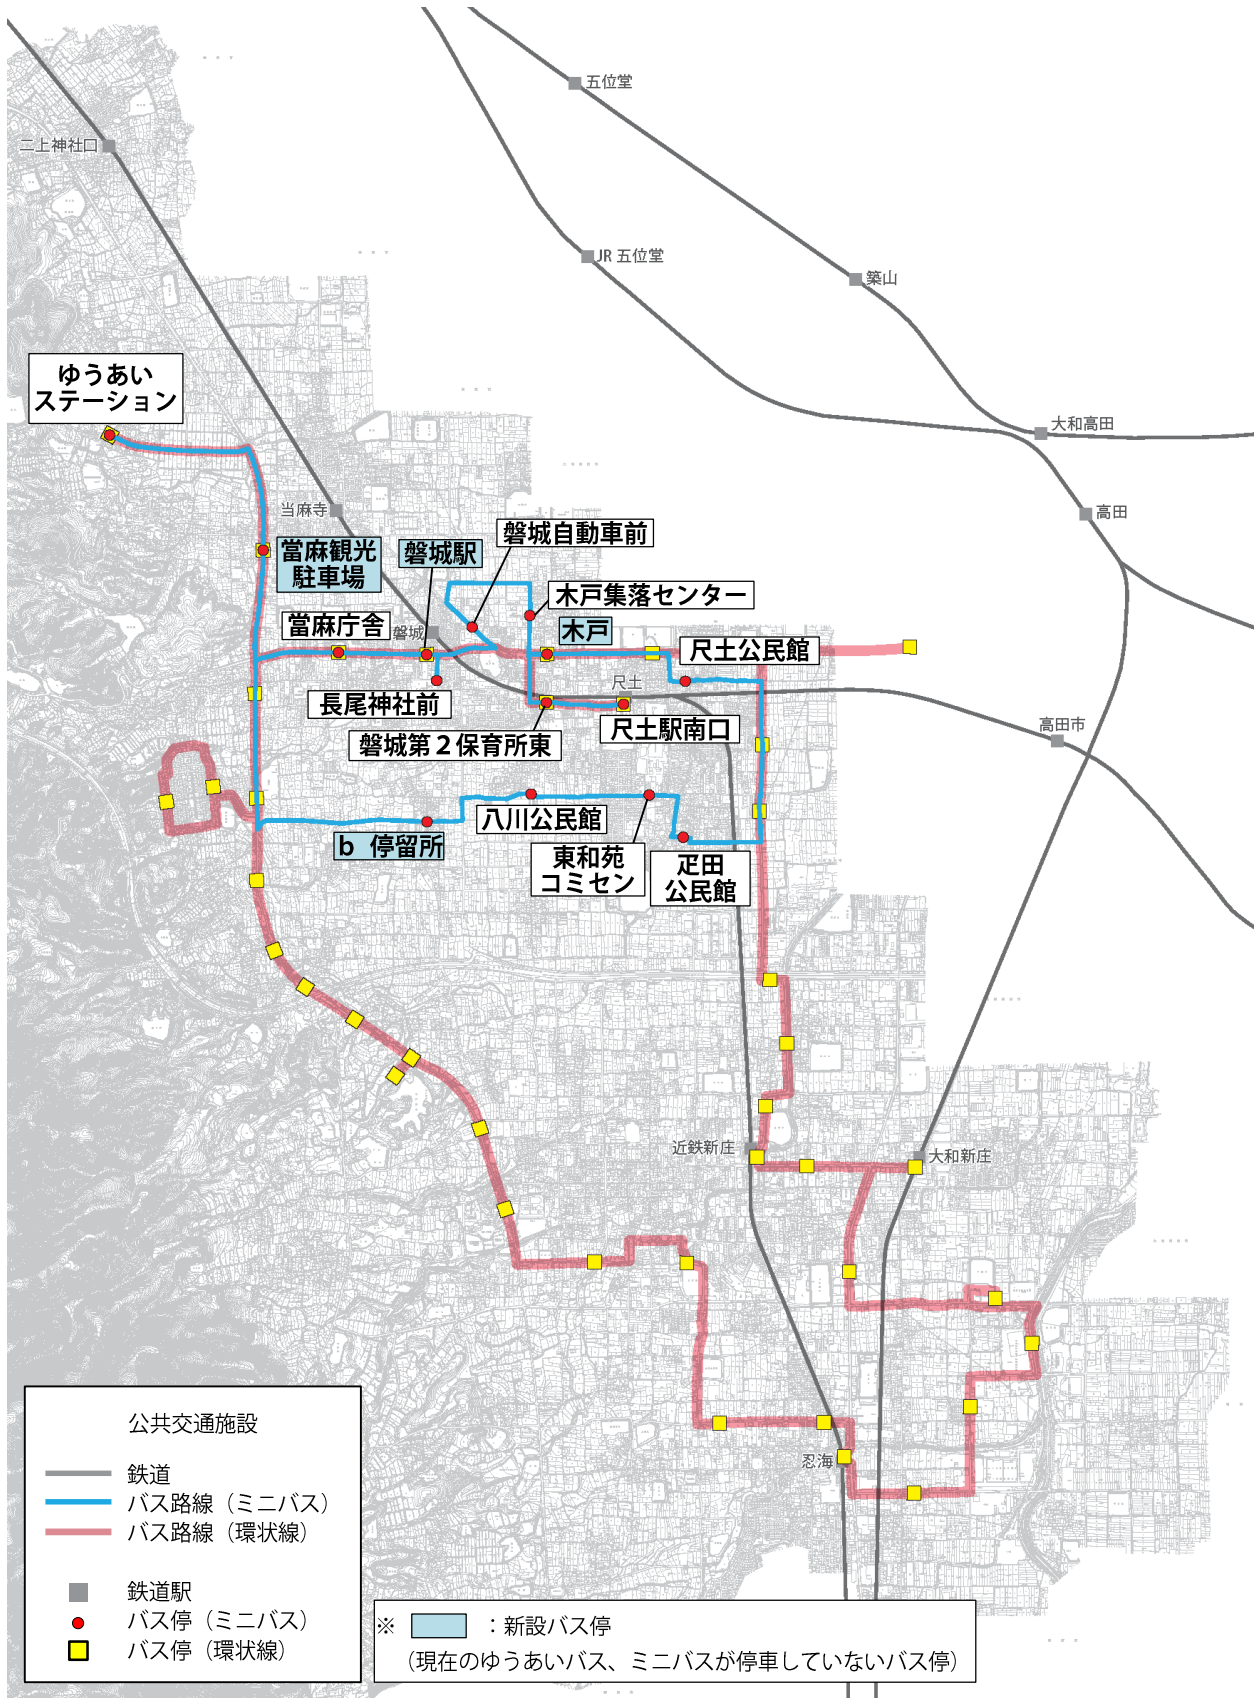 五位堂
二上神社口
JR 五位堂
築山
ゆうあい
ステーション
大和高田
当麻寺
高田
磐城自動車前
當麻観光
駐車場
磐城駅
木戸集落センター
當麻庁舎
磐城
木戸
尺土公民館
尺土
長尾神社前
尺土駅南口
高田市
磐城第２保育所東
八川公民館
b 停留所
東和苑
コミセン
疋田
公民館
近鉄新庄
大和新庄
忍海
公共交通施設
鉄道
バス路線（ミニバス）
バス路線（環状線）
鉄道駅
バス停（ミニバス）
バス停（環状線）
※ ：新設バス停
（現在のゆうあいバス、ミニバスが停車していないバス停）